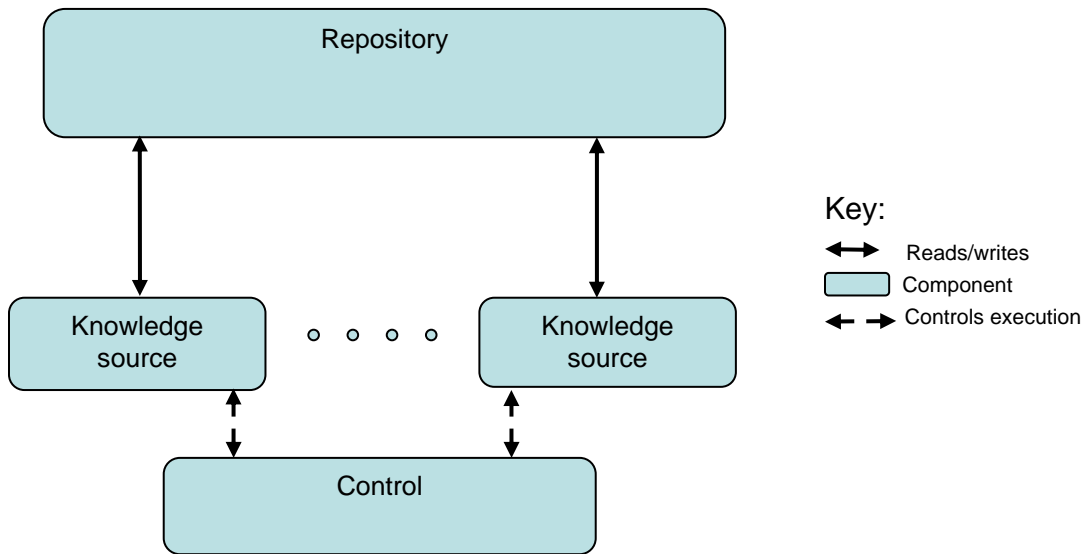 Repository
Key:
Reads/writes
Component
Controls execution
Knowledge
source
Knowledge
source
Control